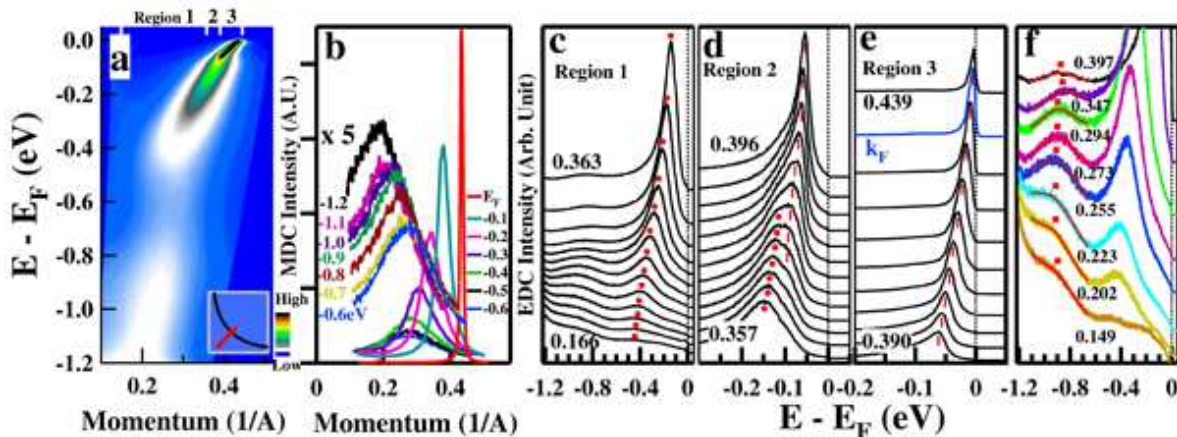 Region 1 2 3
a
b
c
d
e
f
0.0
-0.2
-0.4
-0.6
-0.8
-1.0
-1.2
E - E_F (eV)
High
Low
0.2
0.4
Momentum (1/A)
MDC Intensity (A.U.)
x 5
-1.2
-1.1
-1.0
-0.9
-0.8
-0.7
-0.6eV
E_F
-0.1
-0.2
-0.3
-0.4
-0.5
-0.6
0
0.2
0.4
Momentum (1/A)
EDC Intensity (Arb. Unit)
Region 1
0.363
0.166
-1.2
-0.8
-0.4
0
Region 2
0.396
0.357
-0.2
-0.1
0
Region 3
0.439
k_F
0.390
-0.2
-0.1
0
0.397
0.347
0.294
0.273
0.255
0.223
0.202
0.149
-1.2
-0.8
-0.4
0
E - E_F (eV)